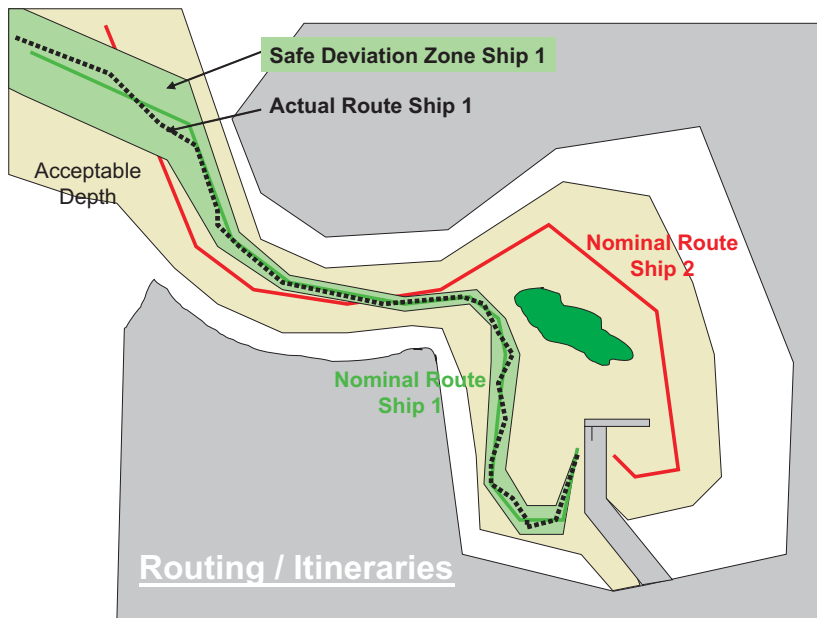 Safe Deviation Zone Ship 1
Actual Route Ship 1
Acceptable
Depth
Nominal Route
Ship 2
Nominal Route
Ship 1
Routing / Itineraries